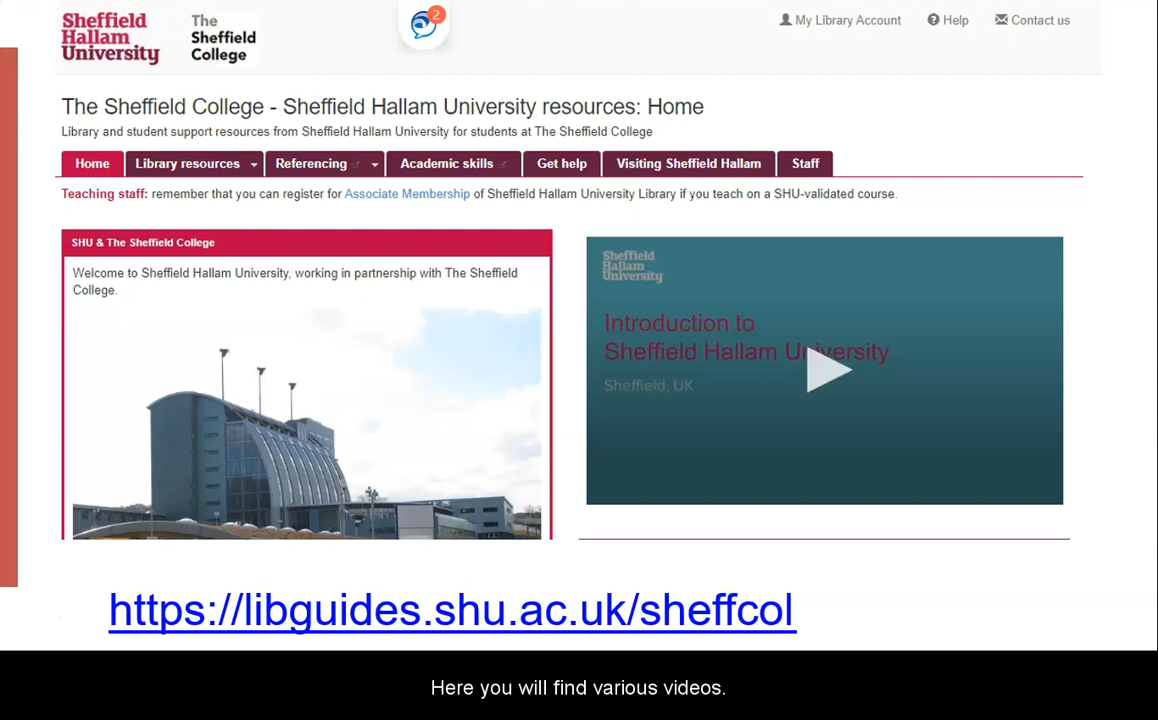 Sheffield
Hallam
University
The
Sheffield
College
2
My Library Account
Help
Contact us
The Sheffield College - Sheffield Hallam University resources: Home
Library and student support resources from Sheffield Hallam University for students at The Sheffield College
Home
Library resources
Referencing
Academic skills
Get help
Visiting Sheffield Hallam
Staff
Teaching staff: remember that you can register for Associate Membership of Sheffield Hallam University Library if you teach on a SHU-validated course.
SHU & The Sheffield College
Welcome to Sheffield Hallam University, working in partnership with The Sheffield
College.
Sheffield
Hallam
University
Introduction to
Sheffield Hallam University
Sheffield, UK
https://libguides.shu.ac.uk/sheffcol
Here you will find various videos.